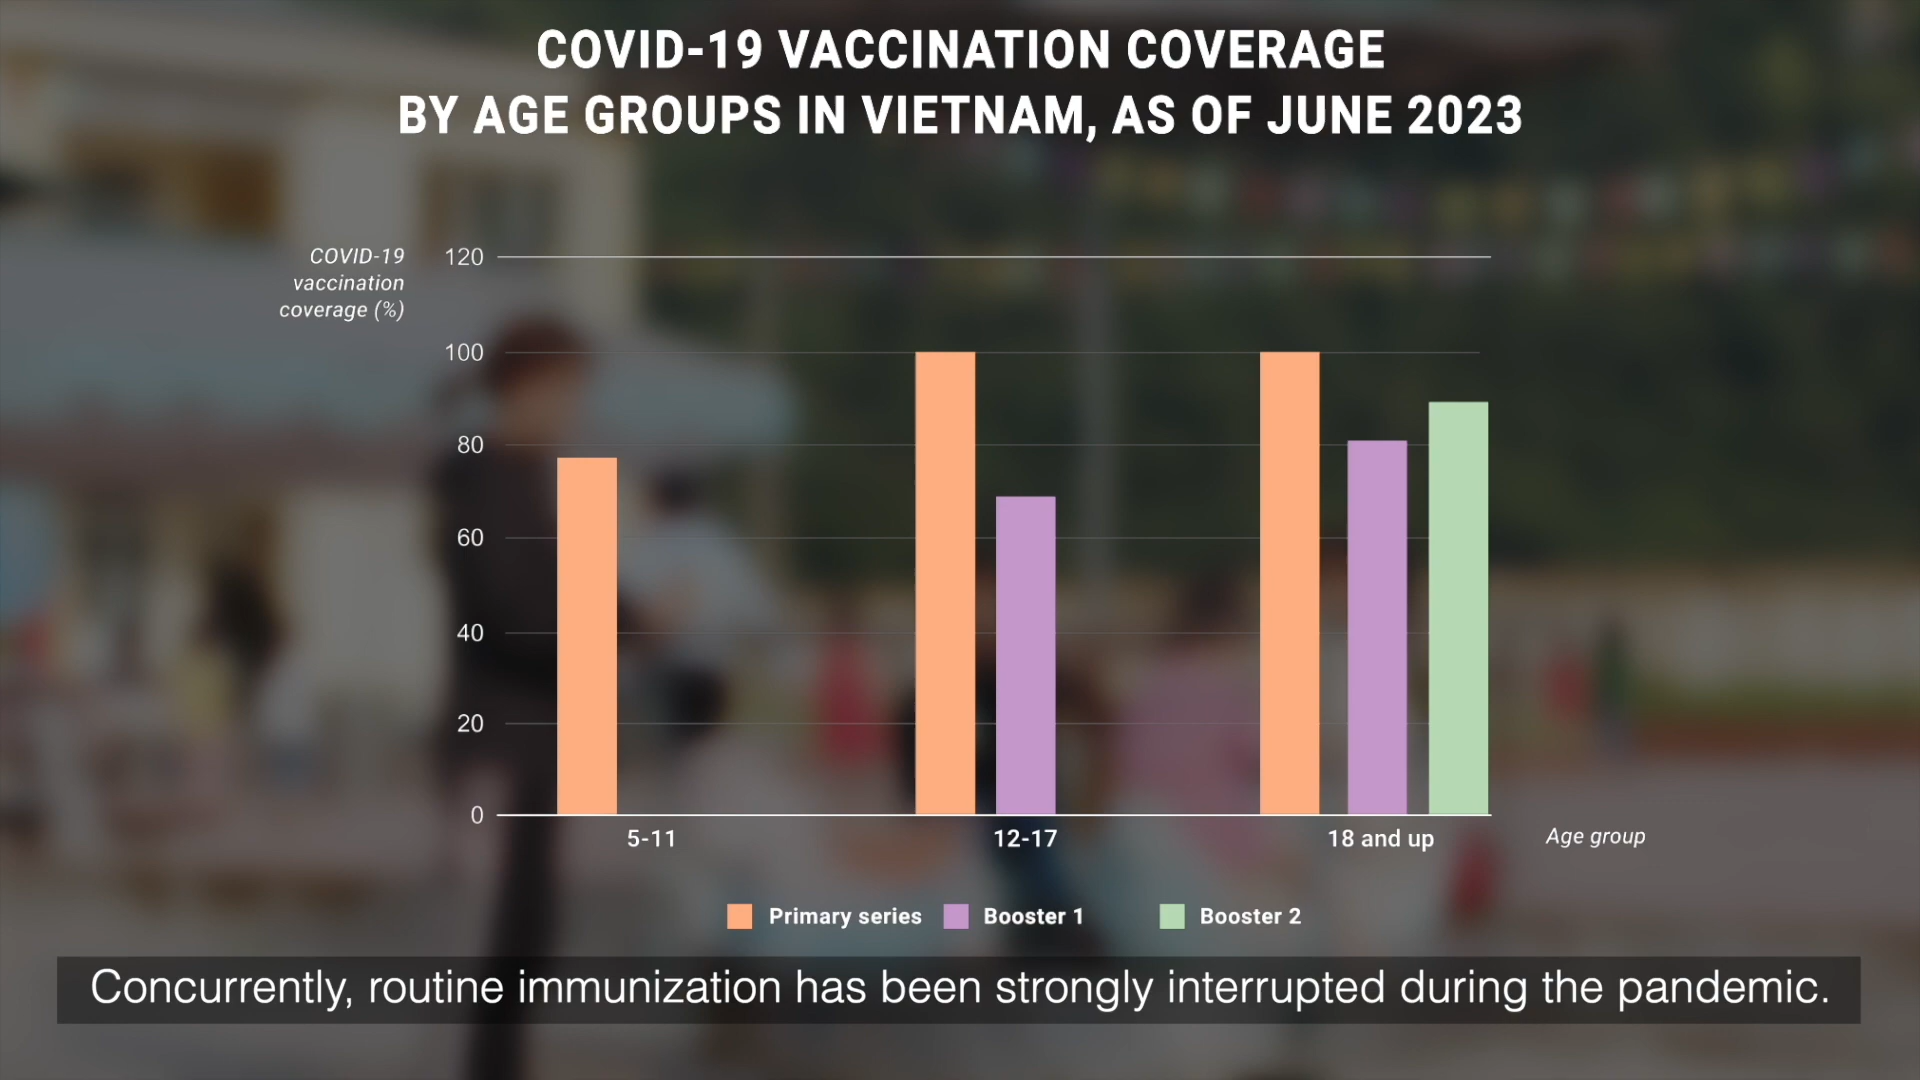 COVID-19 VACCINATION COVERAGE
BY AGE GROUPS IN VIETNAM, AS OF JUNE 2023
COVID-19
vaccination
coverage (%)
120
100
80
60
40
20
0
5-11
12-17
18 and up
Age group
Primary series
Booster 1
Booster 2
Concurrently, routine immunization has been strongly interrupted during the pandemic.